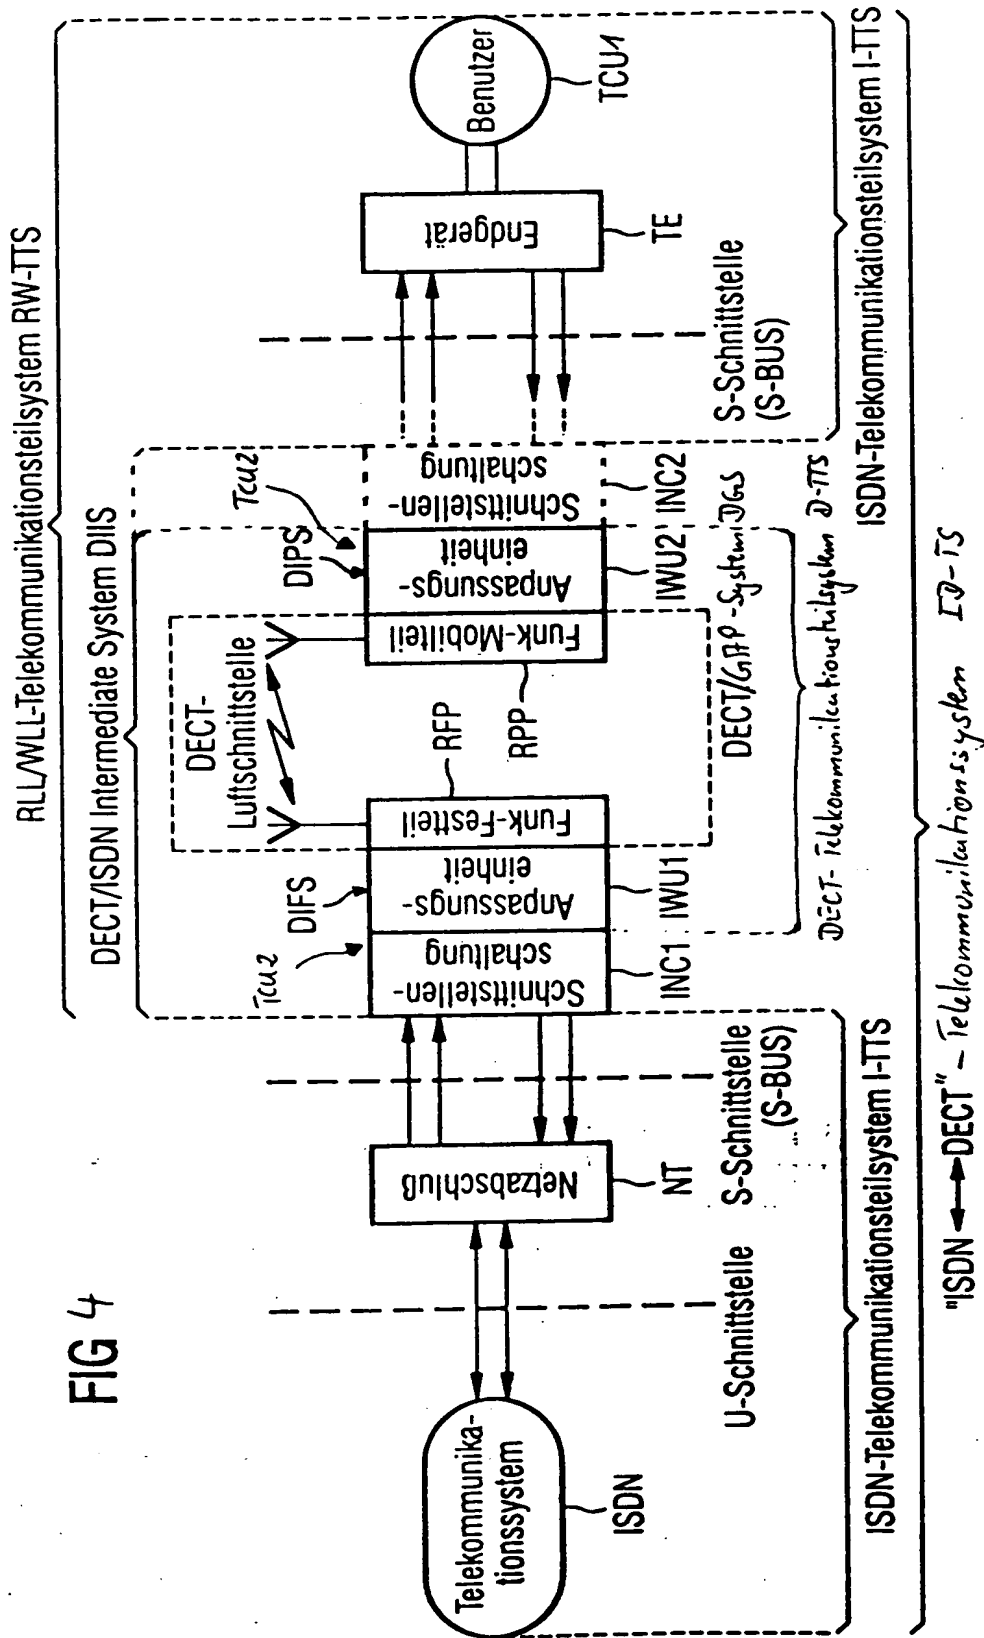 FIG 4
RLL/WLL-Telekommunikationsteilsystem RW-TTS
DECT/ISDN Intermediate System DIIS
DECT-
Luftschnittstelle
Tcu2
DIFS
DIPS
Tcu2
Telekommunika-
tionssystem
Netzabschluß
Schnittstellen-
schaltung
Anpassungs-
einheit
Funk-Festteil
Funk-Mobilteil
Anpassungs-
einheit
Schnittstellen-
schaltung
Endgerät
Benutzer
ISDN
NT
INC1
IWU1
RFP
RPP
IWU2
INC2
TE
TCU1
U-Schnittstelle
S-Schnittstelle
(S-BUS)
DECT/GAP-System DGS
S-Schnittstelle
(S-BUS)
DECT-Telekommunikationsteilsystem D-TTS
ISDN-Telekommunikationsteilsystem I-TTS
ISDN-Telekommunikationsteilsystem I-TTS
"ISDN ↔ DECT" - Telekommunikationssystem ID-TS